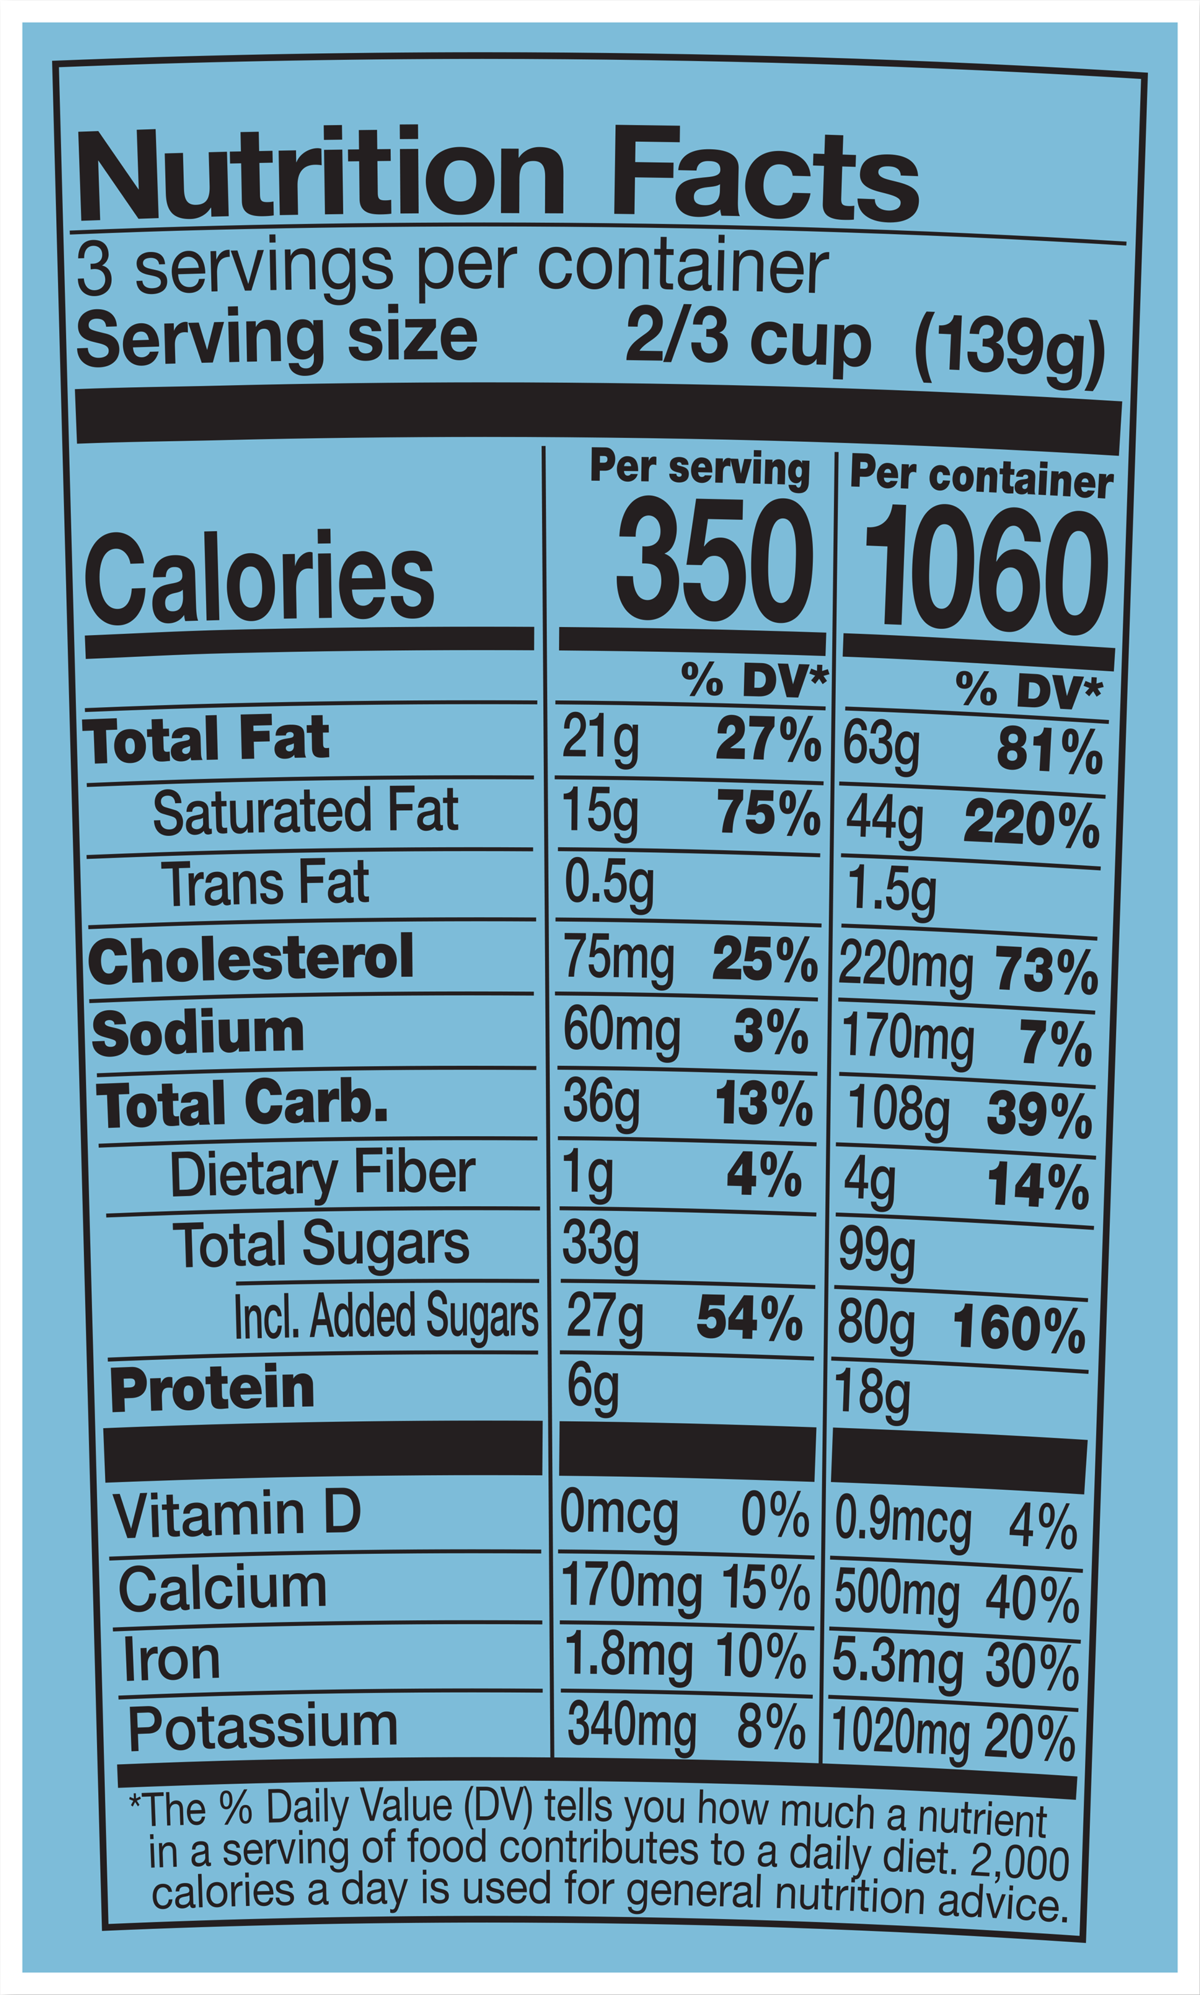 Nutrition Facts
3 servings per container
Serving size 2/3 cup (139g)
Per serving Per container
Calories 350 1060
% DV* % DV*
Total Fat 21g 27% 63g 81%
Saturated Fat 15g 75% 44g 220%
Trans Fat 0.5g 1.5g
Cholesterol 75mg 25% 220mg 73%
Sodium 60mg 3% 170mg 7%
Total Carb. 36g 13% 108g 39%
Dietary Fiber 1g 4% 4g 14%
Total Sugars 33g 99g
Incl. Added Sugars 27g 54% 80g 160%
Protein 6g 18g
Vitamin D 0mcg 0% 0.9mcg 4%
Calcium 170mg 15% 500mg 40%
Iron 1.8mg 10% 5.3mg 30%
Potassium 340mg 8% 1020mg 20%
*The % Daily Value (DV) tells you how much a nutrient
in a serving of food contributes to a daily diet. 2,000
calories a day is used for general nutrition advice.